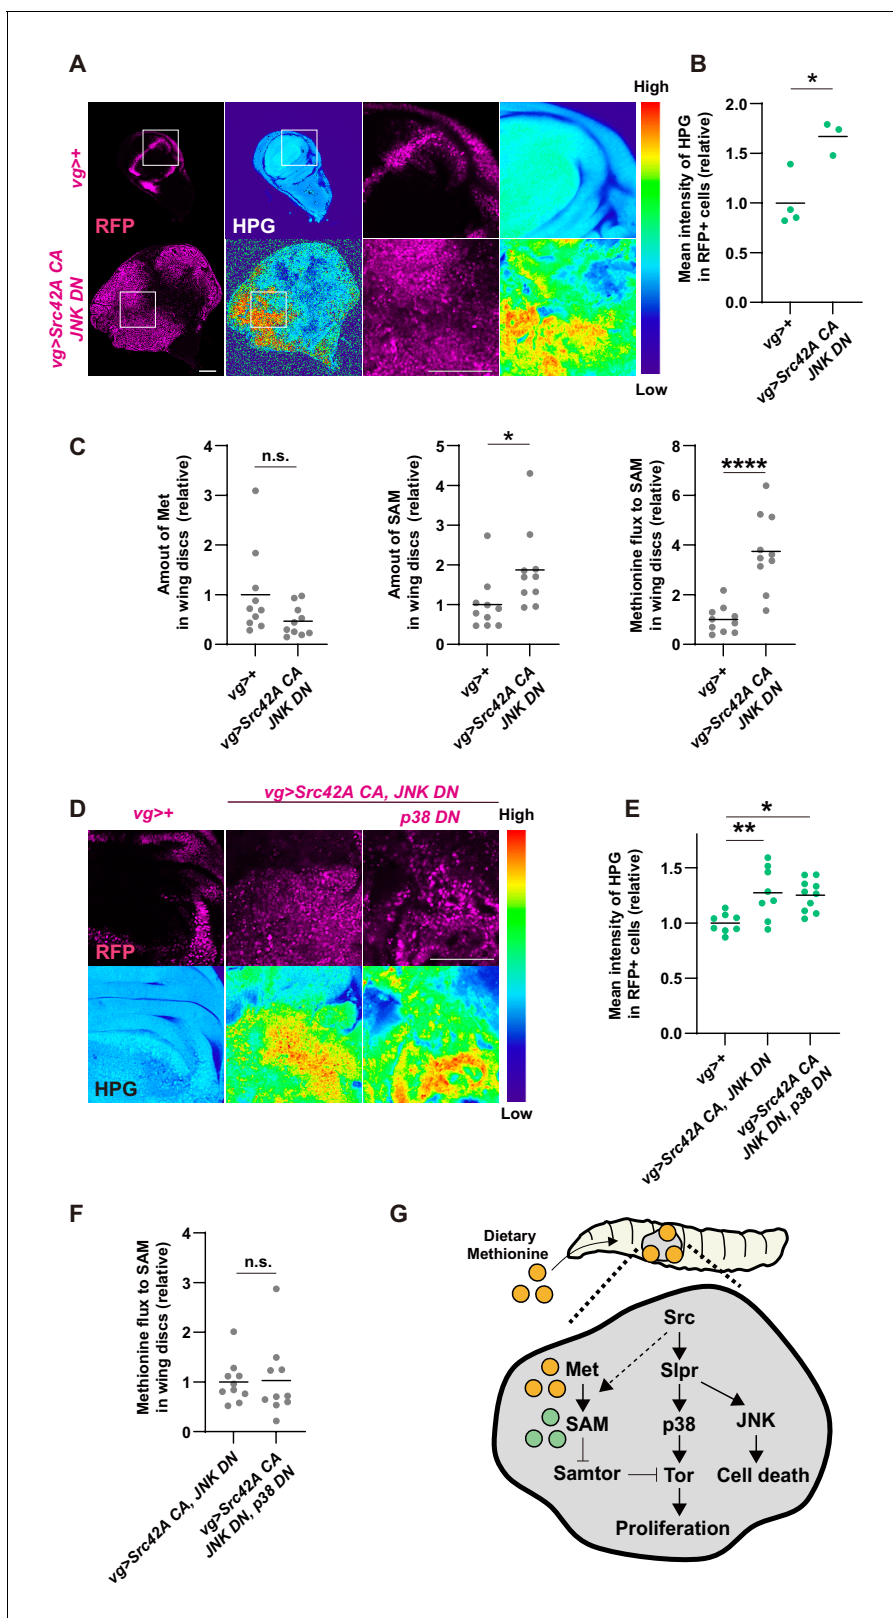 A
vg>+
RFP
HPG
vg>Src42A CA
JNK DN
High
Low
B
Mean intensity of HPG
in RFP+ cells (relative)
2.0
1.5
1.0
0.5
0.0
*
vg>+
vg>Src42A CA
JNK DN
C
Amout of Met
in wing discs (relative)
4
3
2
1
0
n.s.
vg>+
vg>Src42A CA
JNK DN
Amout of SAM
in wing discs (relative)
5
4
3
2
1
0
*
vg>+
vg>Src42A CA
JNK DN
Methionine flux to SAM
in wing discs (relative)
8
6
4
2
0
****
vg>+
vg>Src42A CA
JNK DN
D
vg>+
vg>Src42A CA, JNK DN
p38 DN
RFP
HPG
High
Low
E
Mean intensity of HPG
in RFP+ cells (relative)
1.5
1.0
0.5
0.0
*
**
vg>+
vg>Src42A CA, JNK DN
vg>Src42A CA
JNK DN, p38 DN
F
Methionine flux to SAM
in wing discs (relative)
4
3
2
1
0
n.s.
vg>Src42A CA, JNK DN
vg>Src42A CA
JNK DN, p38 DN
G
Dietary
Methionine
Src
Met
Slpr
SAM
p38
JNK
Samtor
Tor
Cell death
Proliferation